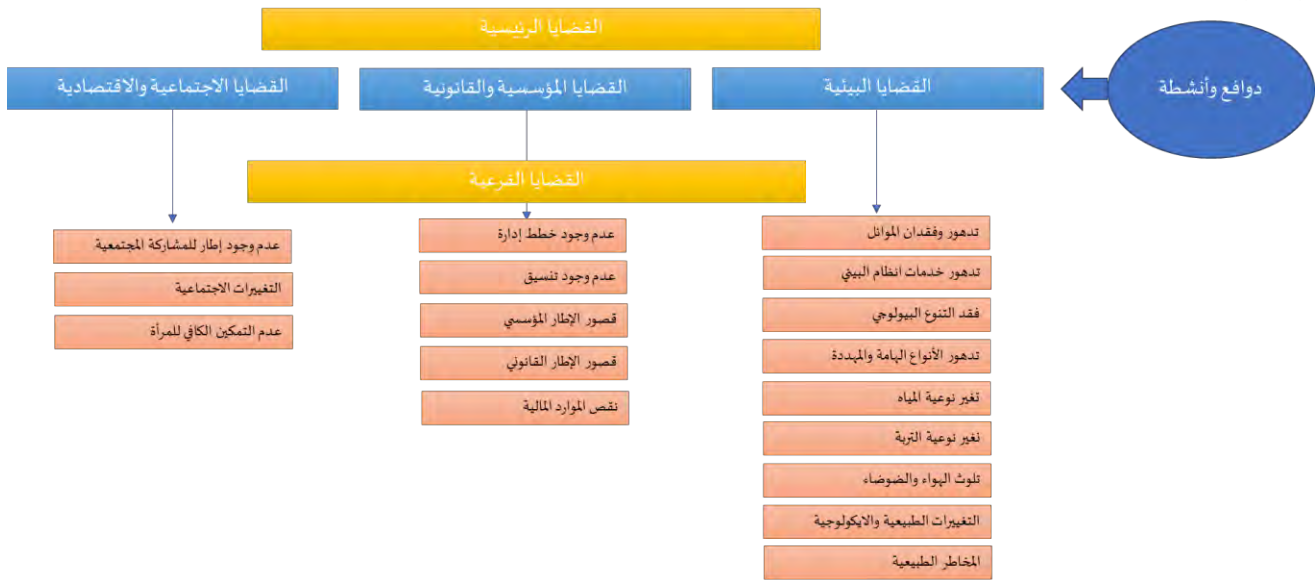 القضايا الرئيسية
دوافع وأنشطة
القضايا البيئية
القضايا المؤسسية والقانونية
القضايا الاجتماعية والاقتصادية
القضايا الفرعية
تدهور وفقدان الموائل
تدهور خدمات انظام البيئي
فقد التنوع البيولوجي
تدهور الأنواع الهامة والمهددة
تغير نوعية المياه
نغير نوعية التربة
تلوث الهواء والضوضاء
التغييرات الطبيعية والايكولوجية
المخاطر الطبيعية
عدم وجود خطط إدارة
عدم وجود تنسيق
قصور الإطار المؤسسي
قصور الإطار القانوني
نقص الموارد المالية
عدم وجود إطار للمشاركة المجتمعية
التغييرات الاجتماعية
عدم التمكين الكافي للمرأة